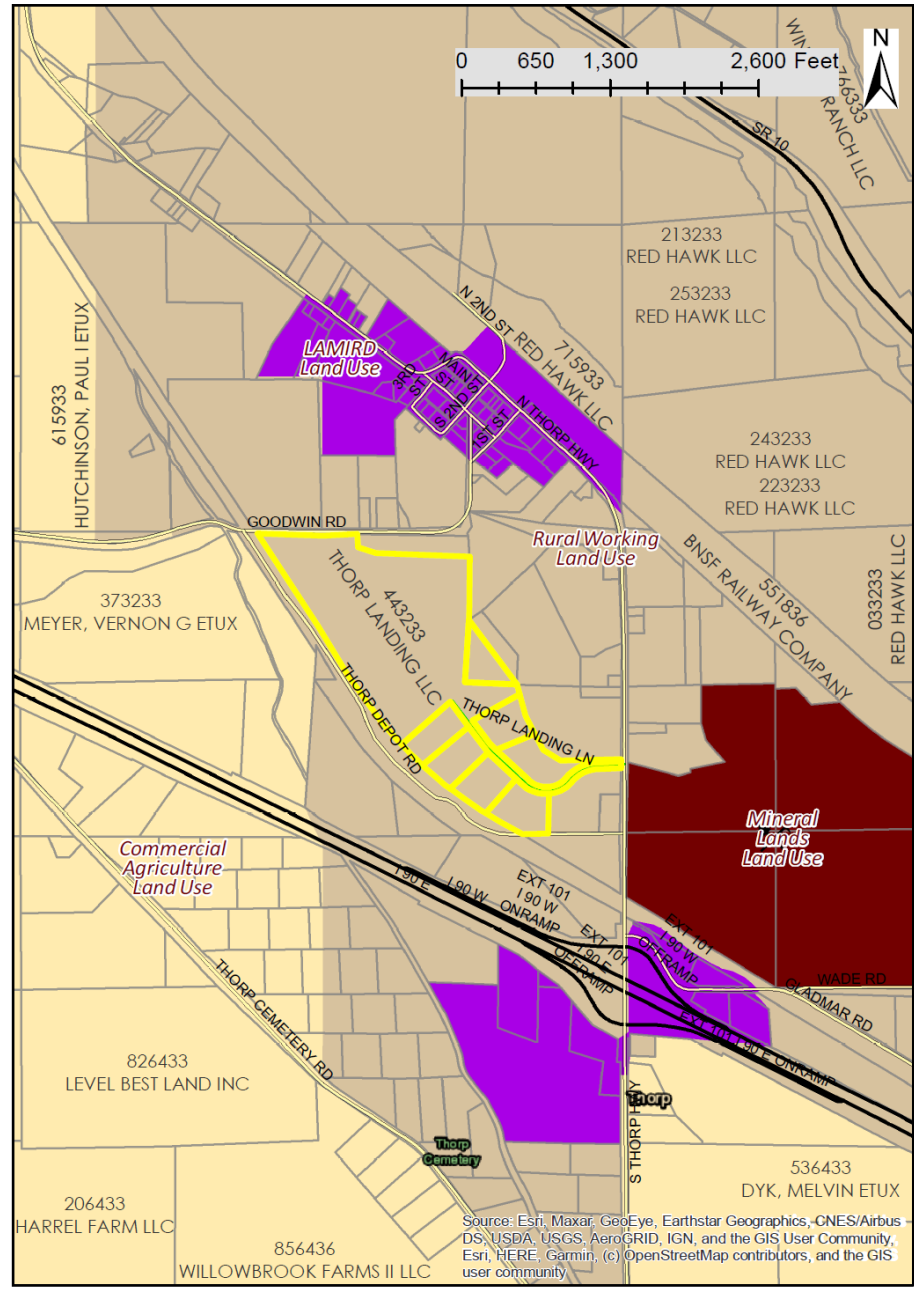 0 650 1,300 2,600 Feet
N
766333
RANCH LLC
SR 10
213233
RED HAWK LLC
253233
RED HAWK LLC
N 2ND ST
715933
RED HAWK LLC
LAMIRD
Land Use
MAIN
ST
3RD
ST
S 2ND ST
1ST ST
N THORP HWY
615933
HUTCHINSON, PAUL I ETUX
243233
RED HAWK LLC
223233
RED HAWK LLC
GOODWIN RD
Rural Working
Land Use
BNSF RAILWAY COMPANY
551836
033233
RED HAWK LLC
443233
THORP LANDING LLC
373233
MEYER, VERNON G ETUX
THORP DEPOT RD
THORP LANDING LN
Mineral
Lands
Land Use
Commercial
Agriculture
Land Use
I 90 E
I 90 W
EXT 101
I 90 W
ONRAMP
EXT 101
I 90 E
OFFRAMP
EXT 101
I 90 W
OFFRAMP
WADE RD
GLADMAR RD
EXT 101 I 90 E ONRAMP
THORP CEMETERY RD
826433
LEVEL BEST LAND INC
Thorp
S THORP HWY
Thorp
Cemetery
536433
DYK, MELVIN ETUX
206433
HARREL FARM LLC
856436
WILLOWBROOK FARMS II LLC
Source: Esri, Maxar, GeoEye, Earthstar Geographics, CNES/Airbus
DS, USDA, USGS, AeroGRID, IGN, and the GIS User Community,
Esri, HERE, Garmin, (c) OpenStreetMap contributors, and the GIS
user community